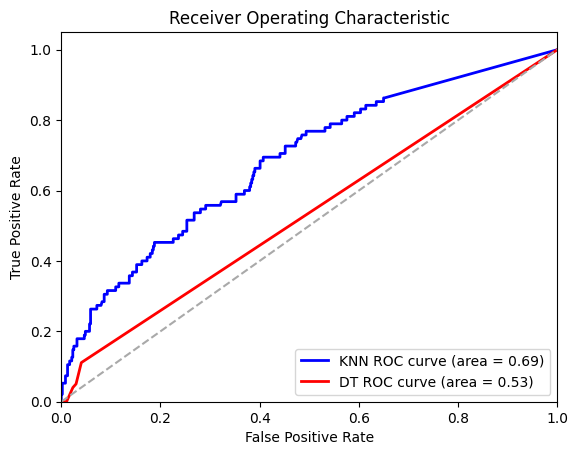 Receiver Operating Characteristic
True Positive Rate
1.0
0.8
0.6
0.4
0.2
0.0
KNN ROC curve (area = 0.69)
DT ROC curve (area = 0.53)
0.0 0.2 0.4 0.6 0.8 1.0
False Positive Rate